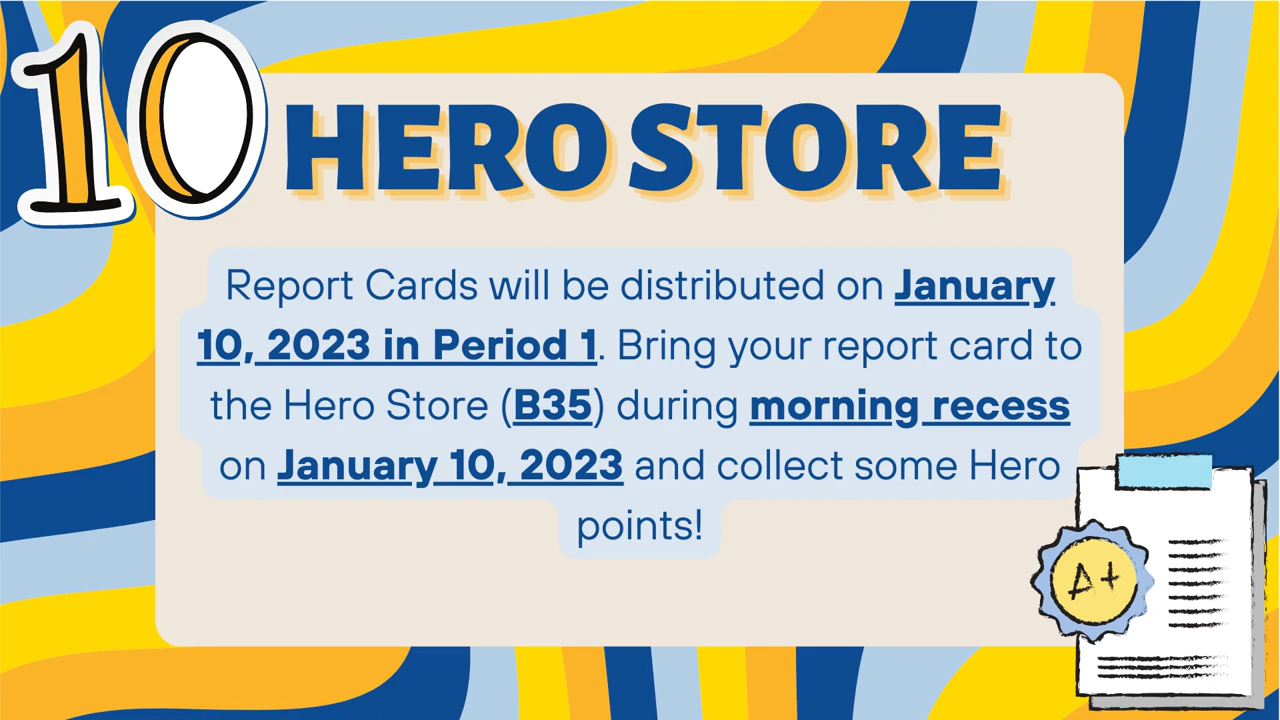 10
HERO STORE
Report Cards will be distributed on January
10, 2023 in Period 1. Bring your report card to
the Hero Store (B35) during morning recess
on January 10, 2023 and collect some Hero
points!
A+